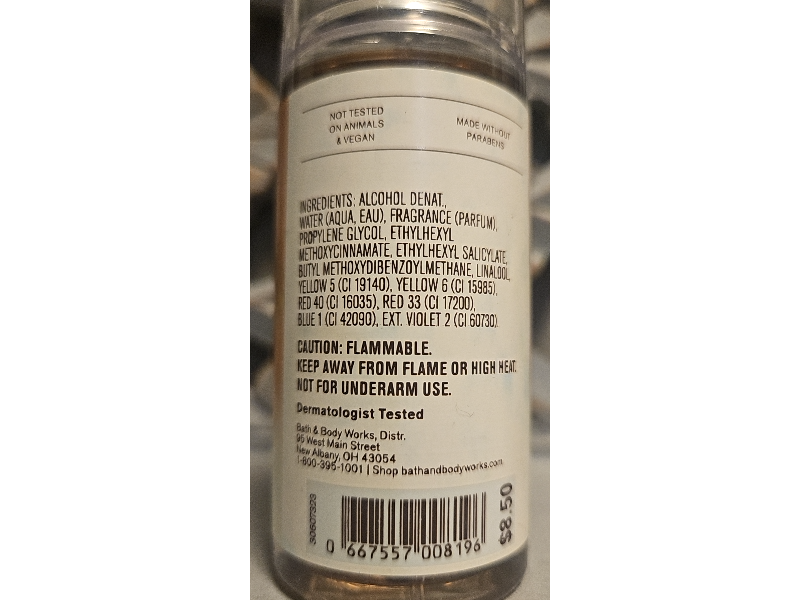 NOT TESTED
ON ANIMALS
& VEGAN
MADE WITHOUT
PARABENS
INGREDIENTS: ALCOHOL DENAT.,
WATER (AQUA, EAU), FRAGRANCE (PARFUM),
PROPYLENE GLYCOL, ETHYLHEXYL
METHOXYCINNAMATE, ETHYLHEXYL SALICYLATE,
BUTYL METHOXYDIBENZOYLMETHANE, LINALOOL,
YELLOW 5 (CI 19140), YELLOW 6 (CI 15985),
RED 40 (CI 16035), RED 33 (CI 17200),
BLUE 1 (CI 42090), EXT. VIOLET 2 (CI 60730).
CAUTION: FLAMMABLE.
KEEP AWAY FROM FLAME OR HIGH HEAT.
NOT FOR UNDERARM USE.
Dermatologist Tested
Bath & Body Works, Distr.
95 West Main Street
New Albany, OH 43054
1-800-395-1001 | Shop bathandbodyworks.com
$8.50
0 667557 008196